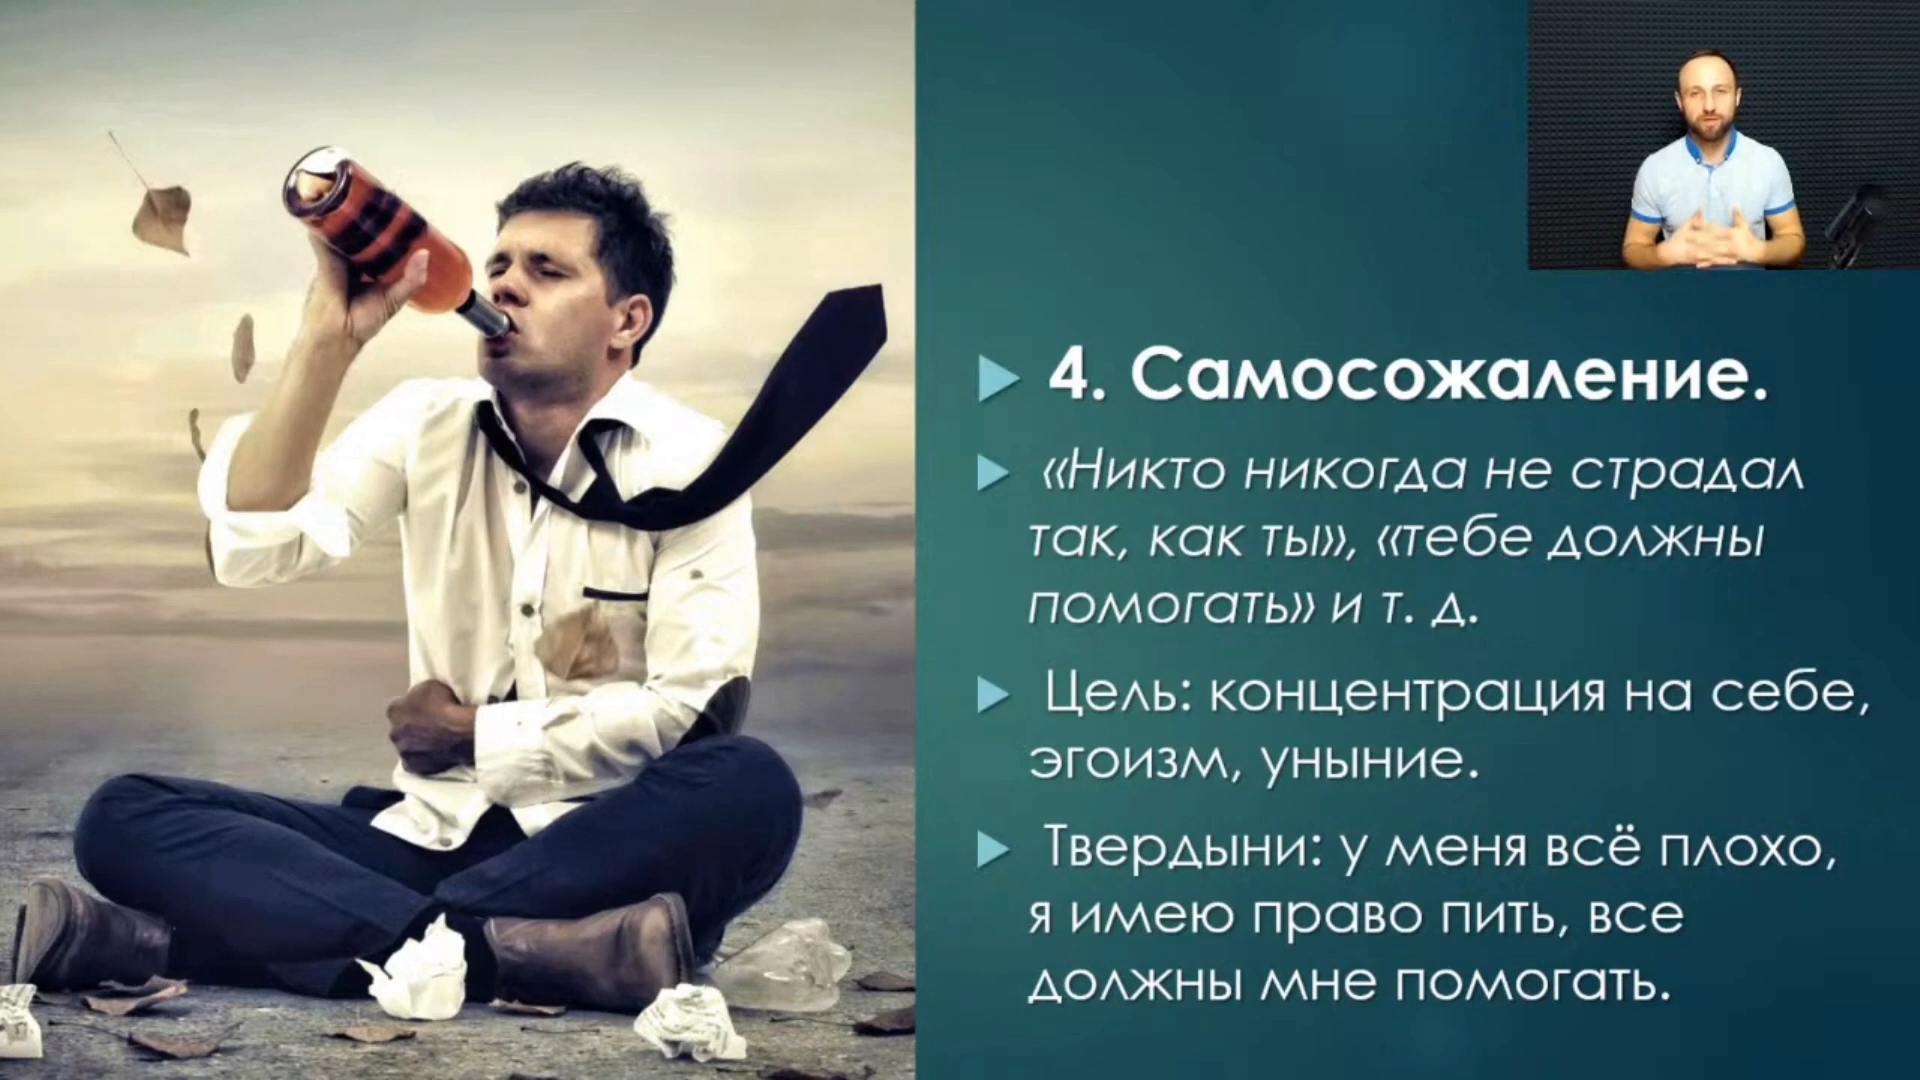 4. Самосожаление.
«Никто никогда не страдал
так, как ты», «тебе должны
помогать» и т. д.
Цель: концентрация на себе,
эгоизм, уныние.
Твердыни: у меня всё плохо,
я имею право пить, все
должны мне помогать.